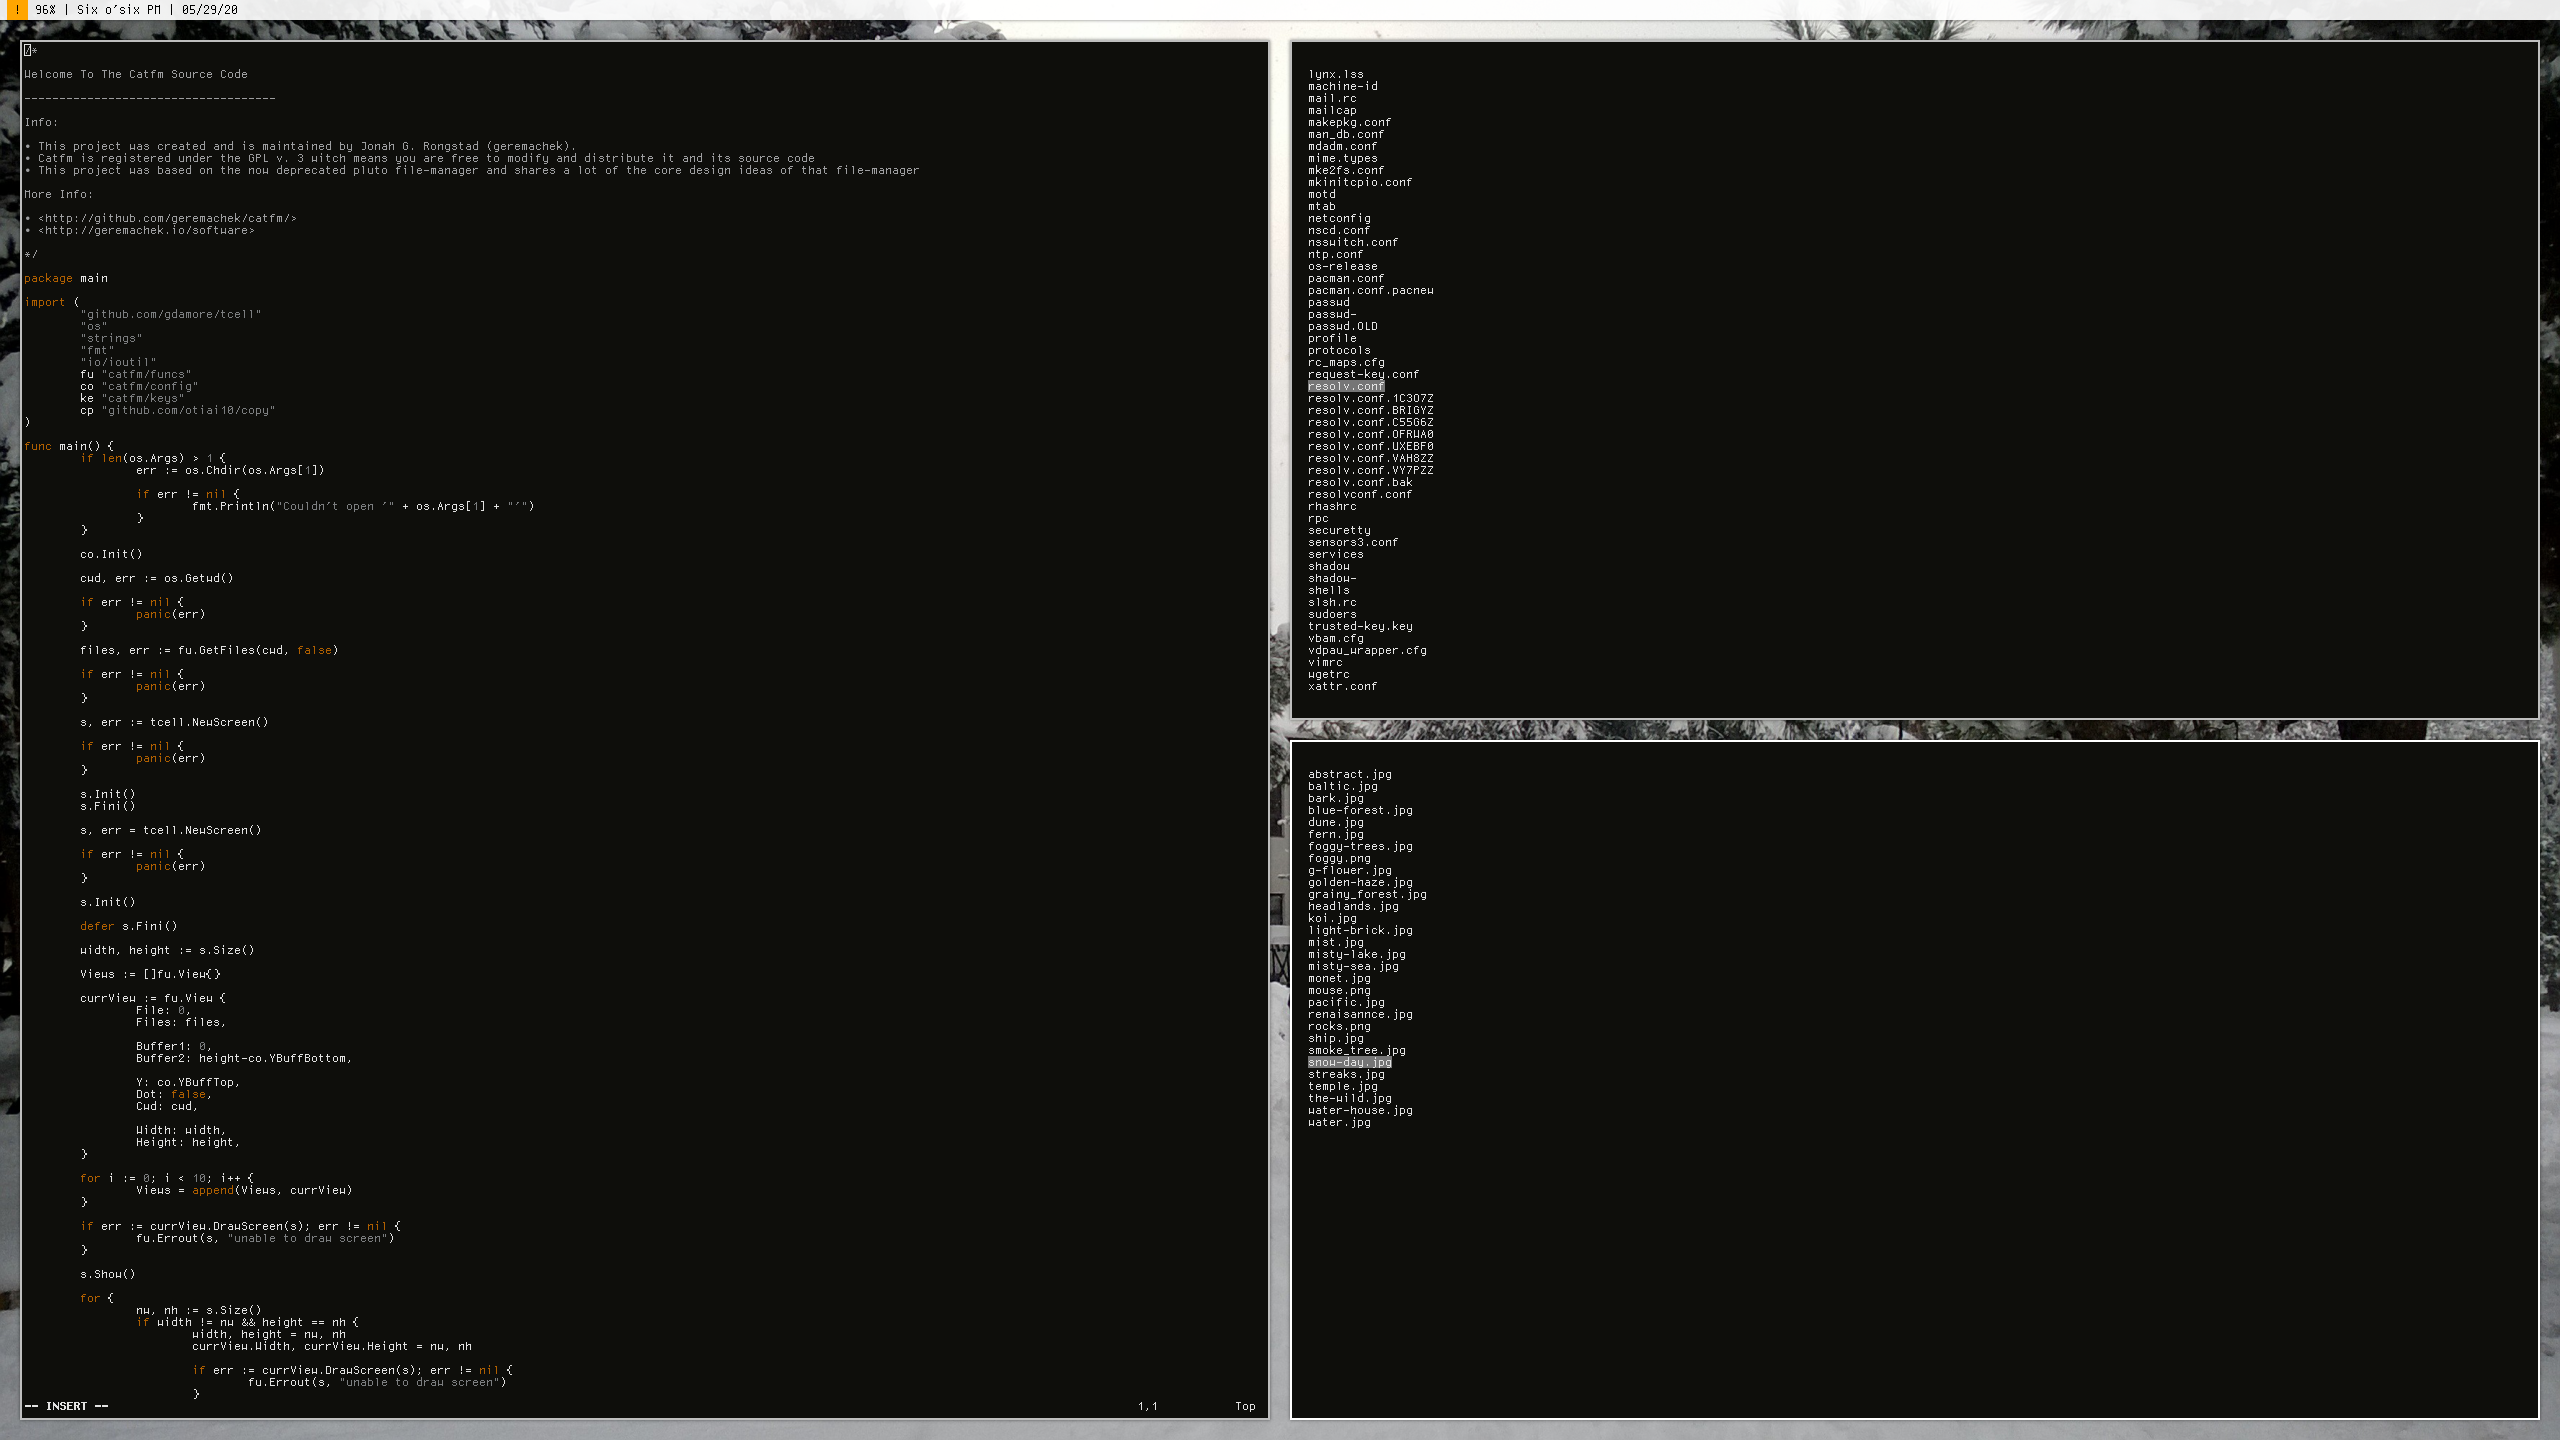 ! 96% | Six o'six PM | 05/29/20
/*
Welcome To The Catfm Source Code
------------------------------------
Info:
• This project was created and is maintained by Jonah G. Rongstad (geremachek).
• Catfm is registered under the GPL v. 3 witch means you are free to modify and distribute it and its source code
• This project was based on the now deprecated pluto file-manager and shares a lot of the core design ideas of that file-manager
More Info:
• <http://github.com/geremachek/catfm/>
• <http://geremachek.io/software>
*/
package main
import (
"github.com/gdamore/tcell"
"os"
"strings"
"fmt"
"io/ioutil"
fu "catfm/funcs"
co "catfm/config"
ke "catfm/keys"
cp "github.com/otiai10/copy"
)
func main() {
if len(os.Args) > 1 {
err := os.Chdir(os.Args[1])
if err != nil {
fmt.Println("Couldn't open '" + os.Args[1] + "'")
}
}
co.Init()
cwd, err := os.Getwd()
if err != nil {
panic(err)
}
files, err := fu.GetFiles(cwd, false)
if err != nil {
panic(err)
}
s, err := tcell.NewScreen()
if err != nil {
panic(err)
}
s.Init()
s.Fini()
s, err = tcell.NewScreen()
if err != nil {
panic(err)
}
s.Init()
defer s.Fini()
width, height := s.Size()
Views := []fu.View{}
currView := fu.View {
File: 0,
Files: files,
Buffer1: 0,
Buffer2: height-co.YBuffBottom,
Y: co.YBuffTop,
Dot: false,
Cwd: cwd,
Width: width,
Height: height,
}
for i := 0; i < 10; i++ {
Views = append(Views, currView)
}
if err := currView.DrawScreen(s); err != nil {
fu.Errout(s, "unable to draw screen")
}
s.Show()
for {
nw, nh := s.Size()
if width != nw && height == nh {
width, height = nw, nh
currView.Width, currView.Height = nw, nh
if err := currView.DrawScreen(s); err != nil {
fu.Errout(s, "unable to draw screen")
}
-- INSERT -- 1,1 Top
lynx.lss
machine-id
mail.rc
mailcap
makepkg.conf
man_db.conf
mdadm.conf
mime.types
mke2fs.conf
mkinitcpio.conf
motd
mtab
netconfig
nscd.conf
nsswitch.conf
ntp.conf
os-release
pacman.conf
pacman.conf.pacnew
passwd
passwd-
passwd.OLD
profile
protocols
rc_maps.cfg
request-key.conf
resolv.conf
resolv.conf.1C3O7Z
resolv.conf.BRIGYZ
resolv.conf.C55G6Z
resolv.conf.OFRWA0
resolv.conf.UXEBF0
resolv.conf.VAH8ZZ
resolv.conf.VY7PZZ
resolv.conf.bak
resolvconf.conf
rhashrc
rpc
securetty
sensors3.conf
services
shadow
shadow-
shells
slsh.rc
sudoers
trusted-key.key
vbam.cfg
vdpau_wrapper.cfg
vimrc
wgetrc
xattr.conf
abstract.jpg
baltic.jpg
bark.jpg
blue-forest.jpg
dune.jpg
fern.jpg
foggy-trees.jpg
foggy.png
g-flower.jpg
golden-haze.jpg
grainy_forest.jpg
headlands.jpg
koi.jpg
light-brick.jpg
mist.jpg
misty-lake.jpg
misty-sea.jpg
monet.jpg
mouse.png
pacific.jpg
renaisannce.jpg
rocks.png
ship.jpg
smoke_tree.jpg
snow-day.jpg
streaks.jpg
temple.jpg
the-wild.jpg
water-house.jpg
water.jpg